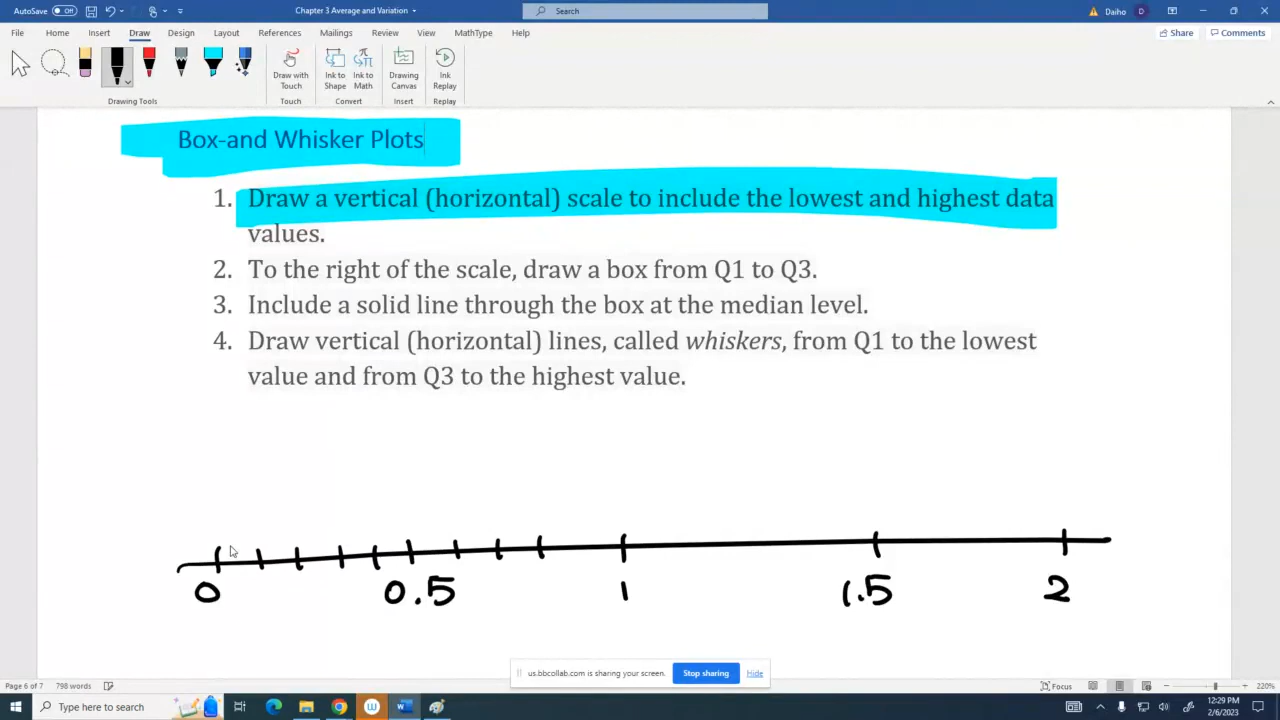 AutoSave Off Chapter 3 Average and Variations Search Daiho D
File Home Insert Draw Design Layout References Mailings Review View MathType Help Share Comments
Draw with Touch Ink to Shape Ink to Math Drawing Canvas Ink Replay
Drawing Tools Touch Convert Insert Replay
Box-and Whisker Plots
1. Draw a vertical (horizontal) scale to include the lowest and highest data
values.
2. To the right of the scale, draw a box from Q1 to Q3.
3. Include a solid line through the box at the median level.
4. Draw vertical (horizontal) lines, called whiskers, from Q1 to the lowest
value and from Q3 to the highest value.
0 0.5 1 1.5 2
us.bbcollab.com is sharing your screen. Stop sharing Hide
Page 6 of 7 798 words Focus 220%
Type here to search 12:29 PM
2/6/2023